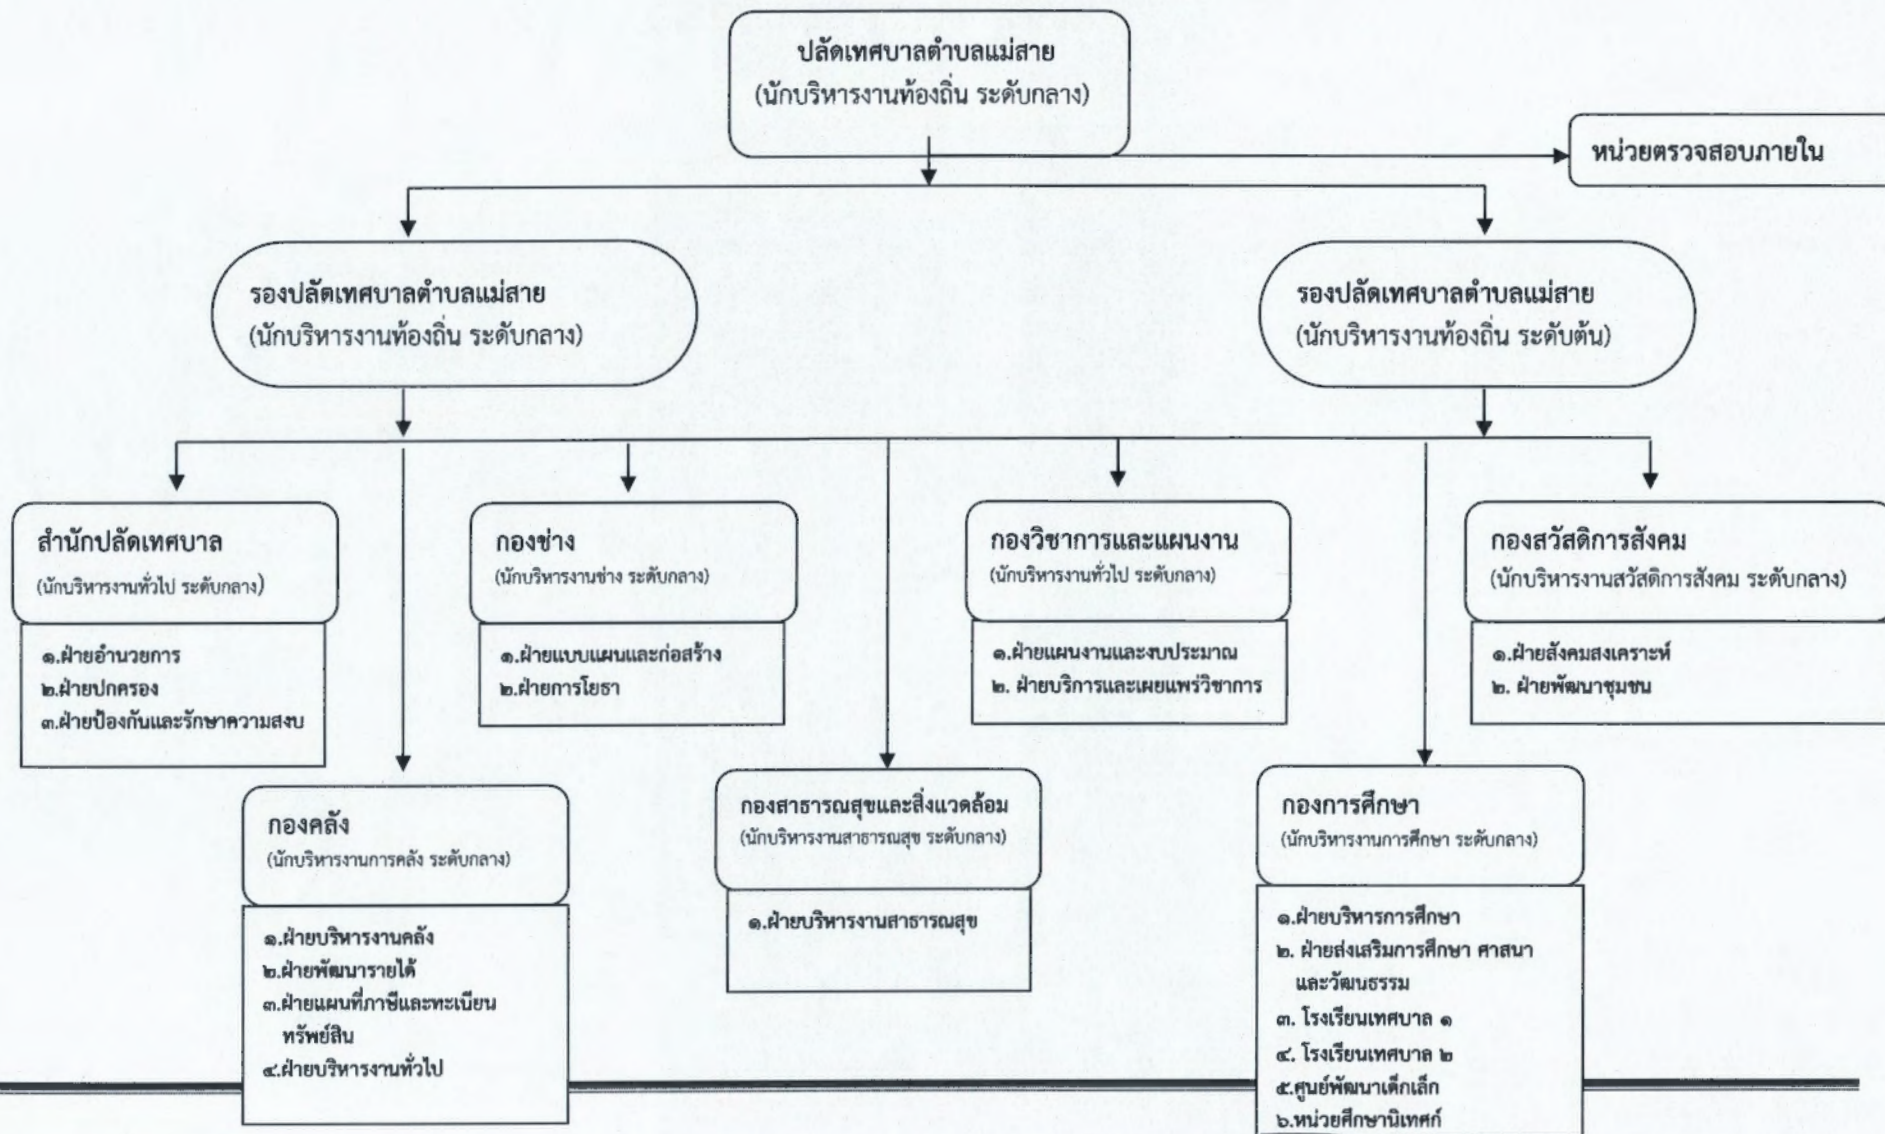 ปลัดเทศบาลตำบลแม่สาย
(นักบริหารงานท้องถิ่น ระดับกลาง)
หน่วยตรวจสอบภายใน
รองปลัดเทศบาลตำบลแม่สาย
(นักบริหารงานท้องถิ่น ระดับกลาง)
รองปลัดเทศบาลตำบลแม่สาย
(นักบริหารงานท้องถิ่น ระดับต้น)
สำนักปลัดเทศบาล
(นักบริหารงานทั่วไป ระดับกลาง)
๑.ฝ่ายอำนวยการ
๒.ฝ่ายปกครอง
๓.ฝ่ายป้องกันและรักษาความสงบ
กองช่าง
(นักบริหารงานช่าง ระดับกลาง)
๑.ฝ่ายแบบแผนและก่อสร้าง
๒.ฝ่ายการโยธา
กองวิชาการและแผนงาน
(นักบริหารงานทั่วไป ระดับกลาง)
๑.ฝ่ายแผนงานและงบประมาณ
๒. ฝ่ายบริการและเผยแพร่วิชาการ
กองสวัสดิการสังคม
(นักบริหารงานสวัสดิการสังคม ระดับกลาง)
๑.ฝ่ายสังคมสงเคราะห์
๒. ฝ่ายพัฒนาชุมชน
กองคลัง
(นักบริหารงานการคลัง ระดับกลาง)
๑.ฝ่ายบริหารงานคลัง
๒.ฝ่ายพัฒนารายได้
๓.ฝ่ายแผนที่ภาษีและทะเบียน
ทรัพย์สิน
๔.ฝ่ายบริหารงานทั่วไป
กองสาธารณสุขและสิ่งแวดล้อม
(นักบริหารงานสาธารณสุข ระดับกลาง)
๑.ฝ่ายบริหารงานสาธารณสุข
กองการศึกษา
(นักบริหารงานการศึกษา ระดับกลาง)
๑.ฝ่ายบริหารการศึกษา
๒. ฝ่ายส่งเสริมการศึกษา ศาสนา
และวัฒนธรรม
๓. โรงเรียนเทศบาล ๑
๔. โรงเรียนเทศบาล ๒
๕.ศูนย์พัฒนาเด็กเล็ก
๖.หน่วยศึกษานิเทศก์